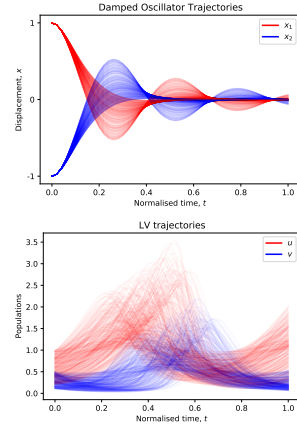 Damped Oscillator Trajectories
x₁
x₂
Displacement, x
1
0
-1
0.0 0.2 0.4 0.6 0.8 1.0
Normalised time, t
LV trajectories
u
v
Populations
3.5
3.0
2.5
2.0
1.5
1.0
0.5
0.0
0.0 0.2 0.4 0.6 0.8 1.0
Normalised time, t